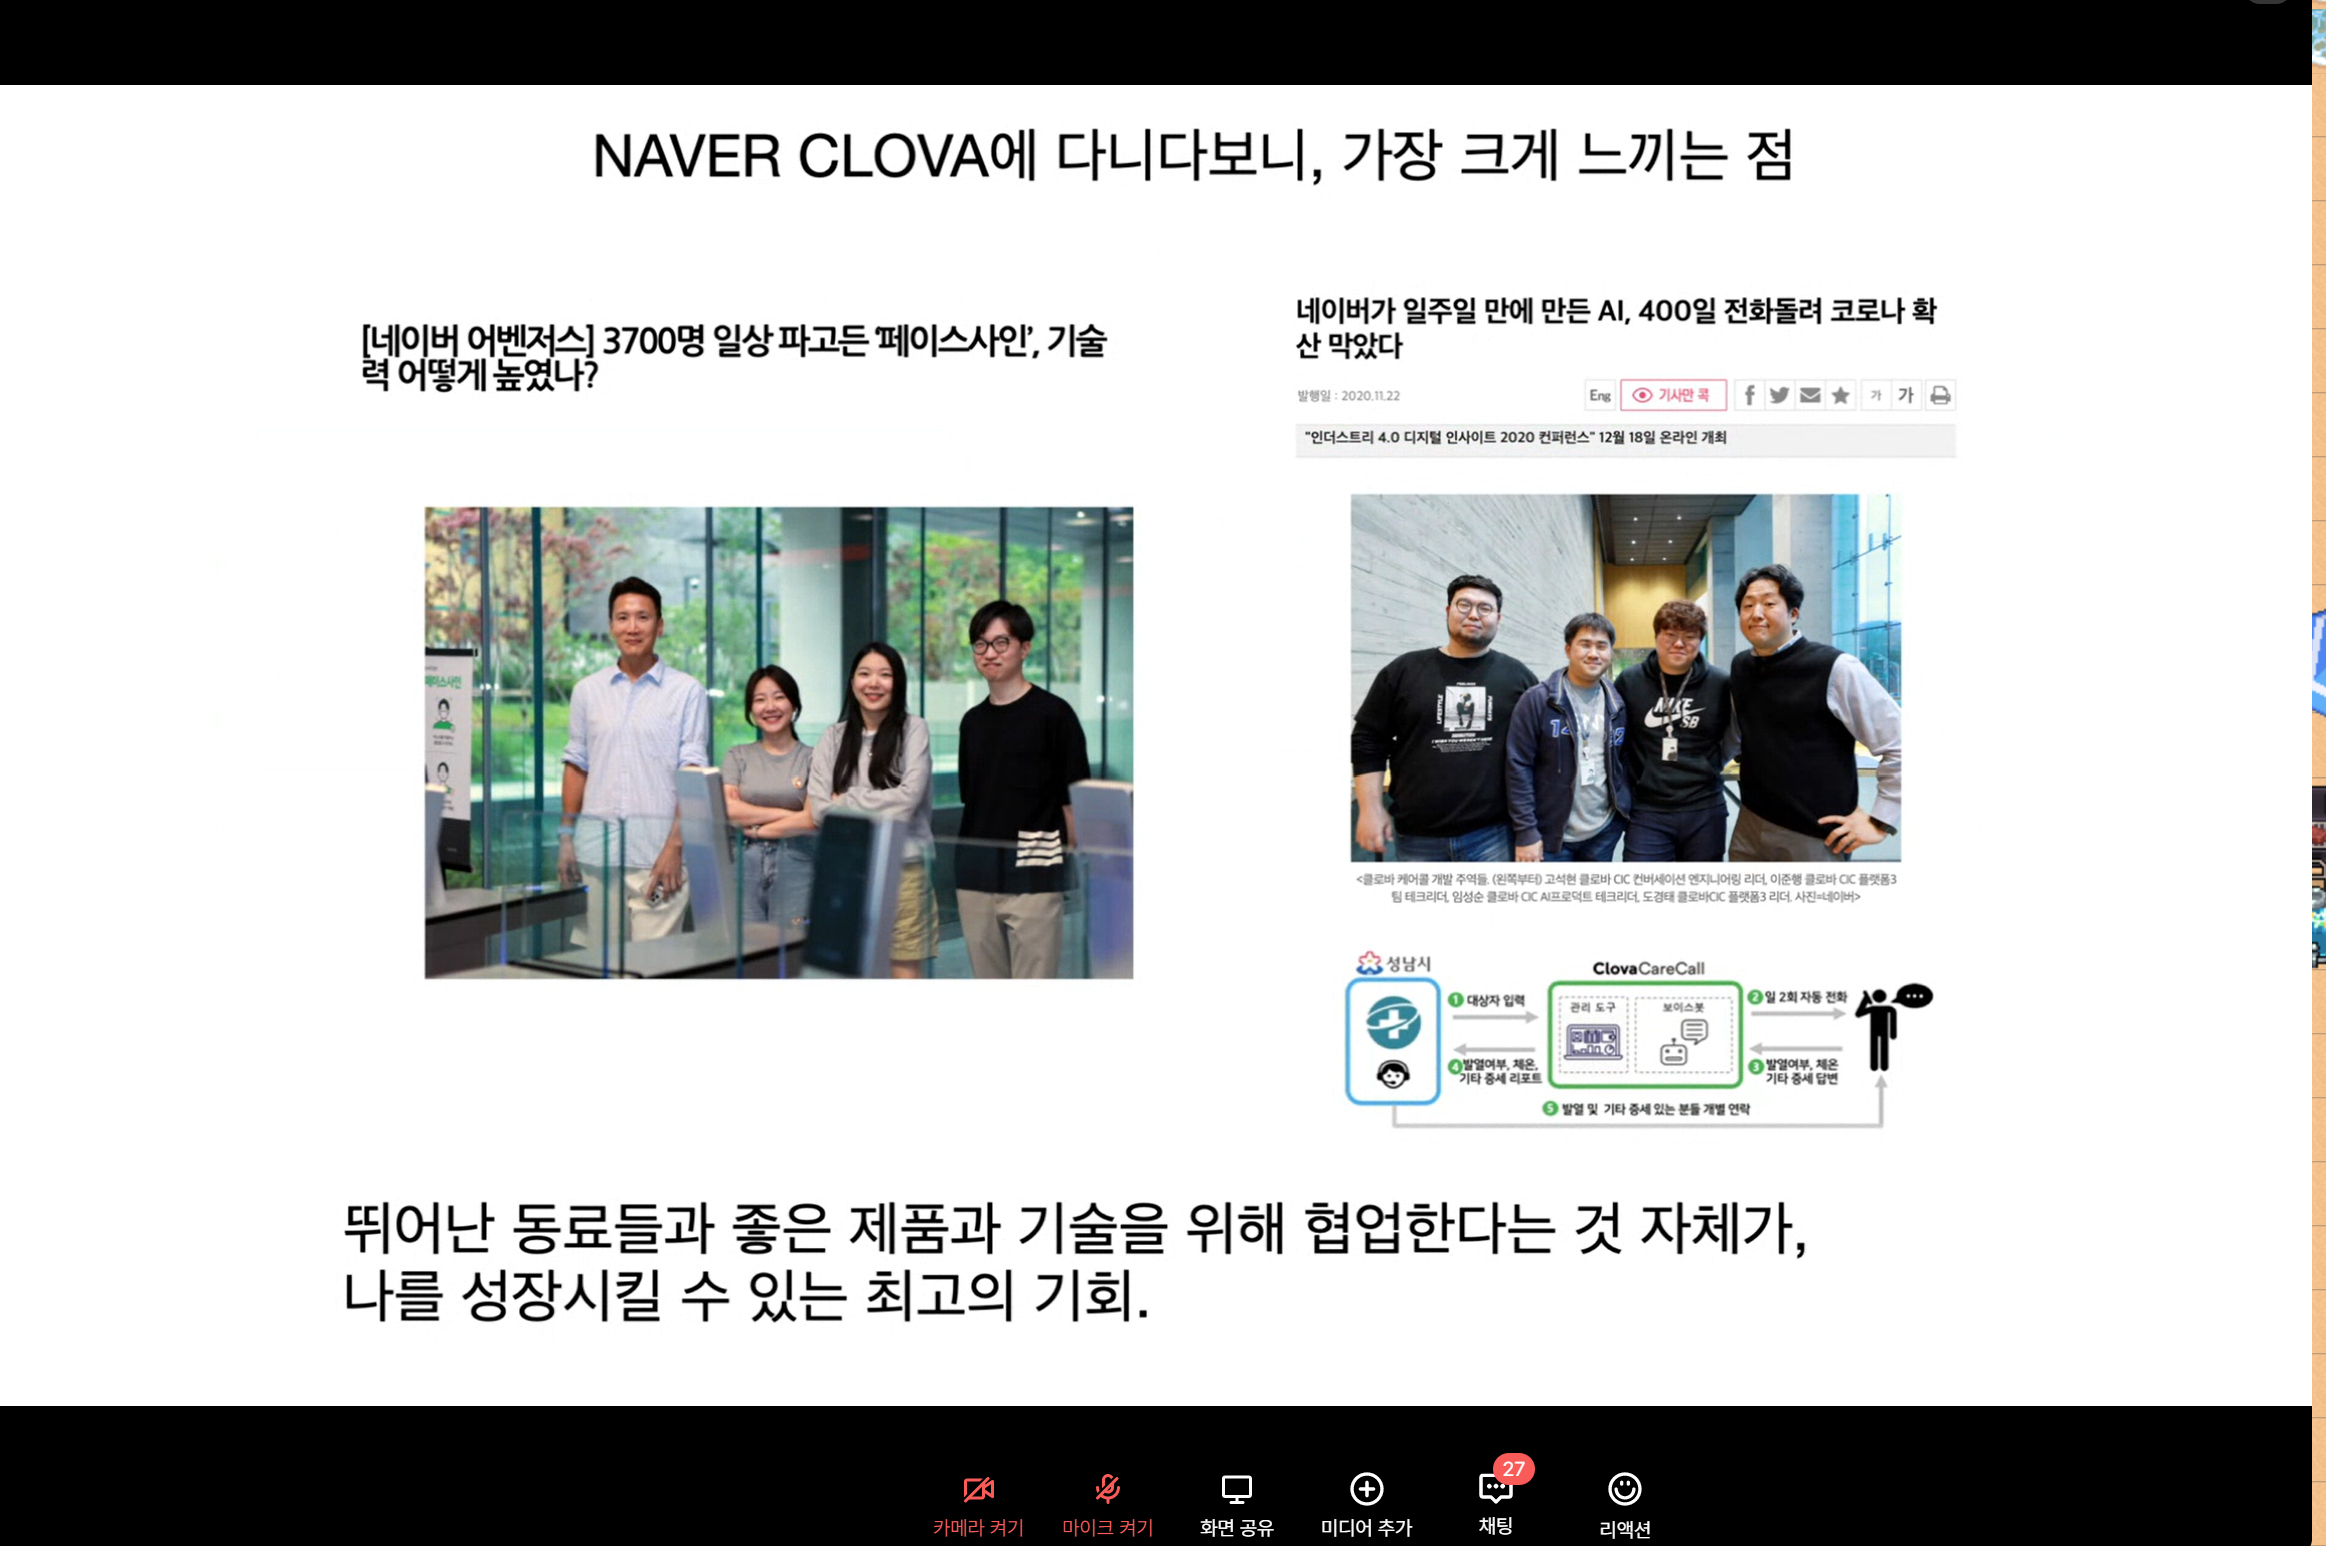 NAVER CLOVA에 다니다보니, 가장 크게 느끼는 점
[네이버 어벤저스] 3700명 일상 파고든 ‘페이스사인’, 기술
력 어떻게 높였나?
페이스사인
네이버가 일주일 만에 만든 AI, 400일 전화돌려 코로나 확
산 막았다
발행일 : 2020.11.22
Eng 기사만 콕 가 가
"인더스트리 4.0 디지털 인사이트 2020 컨퍼런스" 12월 18일 온라인 개최
LIFESTYLE
NIKE
SB
<클로바 케어콜 개발 주역들. (왼쪽부터) 고석현 클로바 CIC 컨버세이션 엔지니어링 리더, 이준행 클로바 CIC 플랫폼3
팀 테크리더, 임성순 클로바 CIC AI프로덕트 테크리더, 도경태 클로바CIC 플랫폼3 리더. 사진=네이버>
성남시
ClovaCareCall
1 대상자 입력
관리 도구
보이스봇
2 일 2회 자동 전화
4 발열여부, 체온,
기타 증세 리포트
3 발열여부, 체온
기타 증세 답변
5 발열 및 기타 증세 있는 분들 개별 연락
뛰어난 동료들과 좋은 제품과 기술을 위해 협업한다는 것 자체가,
나를 성장시킬 수 있는 최고의 기회.
27
카메라 켜기
마이크 켜기
화면 공유
미디어 추가
채팅
리액션